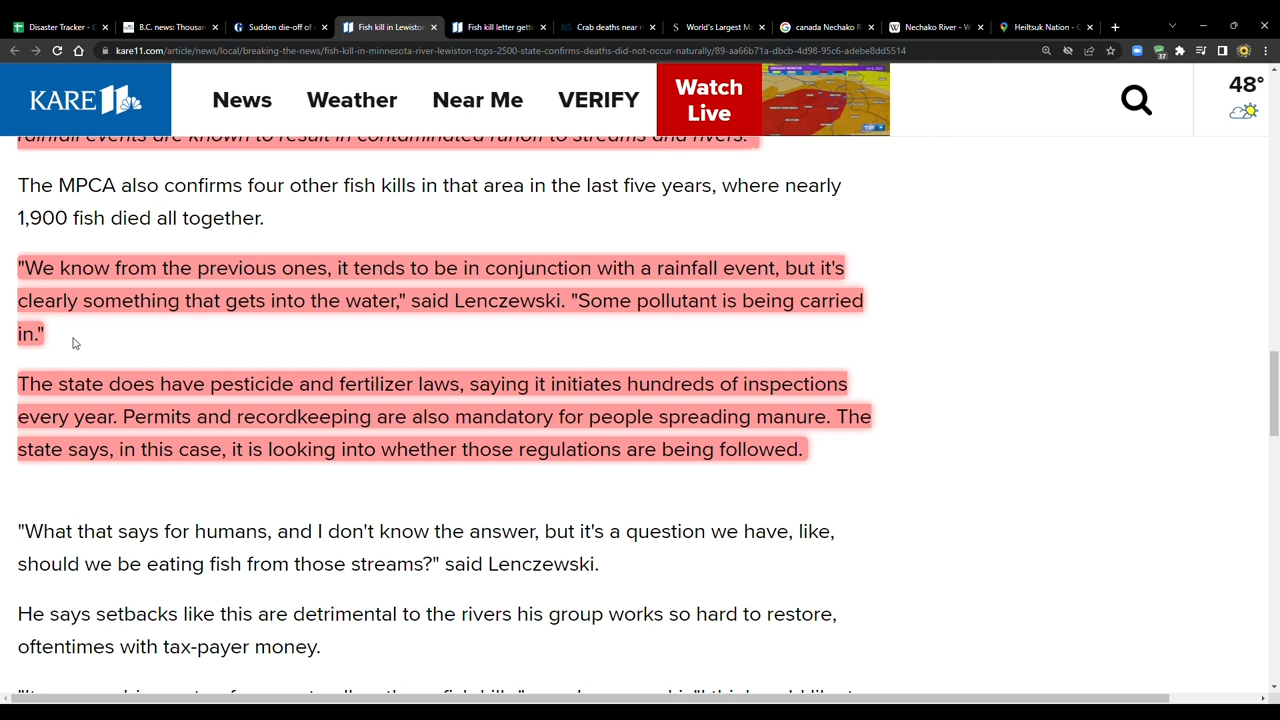 Disaster Tracker - G
B.C. news: Thousan
Sudden die-off of e
Fish kill in Lewiston
Fish kill letter gettin
Crab deaths near n
World's Largest Ma
canada Nechako R
Nechako River - W
Heiltsuk Nation - G
kare11.com/article/news/local/breaking-the-news/fish-kill-in-minnesota-river-lewiston-tops-2500-state-confirms-deaths-did-not-occur-naturally/89-aa66b71a-dbcb-4d98-95c6-adebe8dd5514
37
KARE 11
News
Weather
Near Me
VERIFY
Watch
Live
48°
rainfall events are known to result in contaminated runoff to streams and rivers."
The MPCA also confirms four other fish kills in that area in the last five years, where nearly
1,900 fish died all together.
"We know from the previous ones, it tends to be in conjunction with a rainfall event, but it's
clearly something that gets into the water," said Lenczewski. "Some pollutant is being carried
in."
The state does have pesticide and fertilizer laws, saying it initiates hundreds of inspections
every year. Permits and recordkeeping are also mandatory for people spreading manure. The
state says, in this case, it is looking into whether those regulations are being followed.
"What that says for humans, and I don't know the answer, but it's a question we have, like,
should we be eating fish from those streams?" said Lenczewski.
He says setbacks like this are detrimental to the rivers his group works so hard to restore,
oftentimes with tax-payer money.